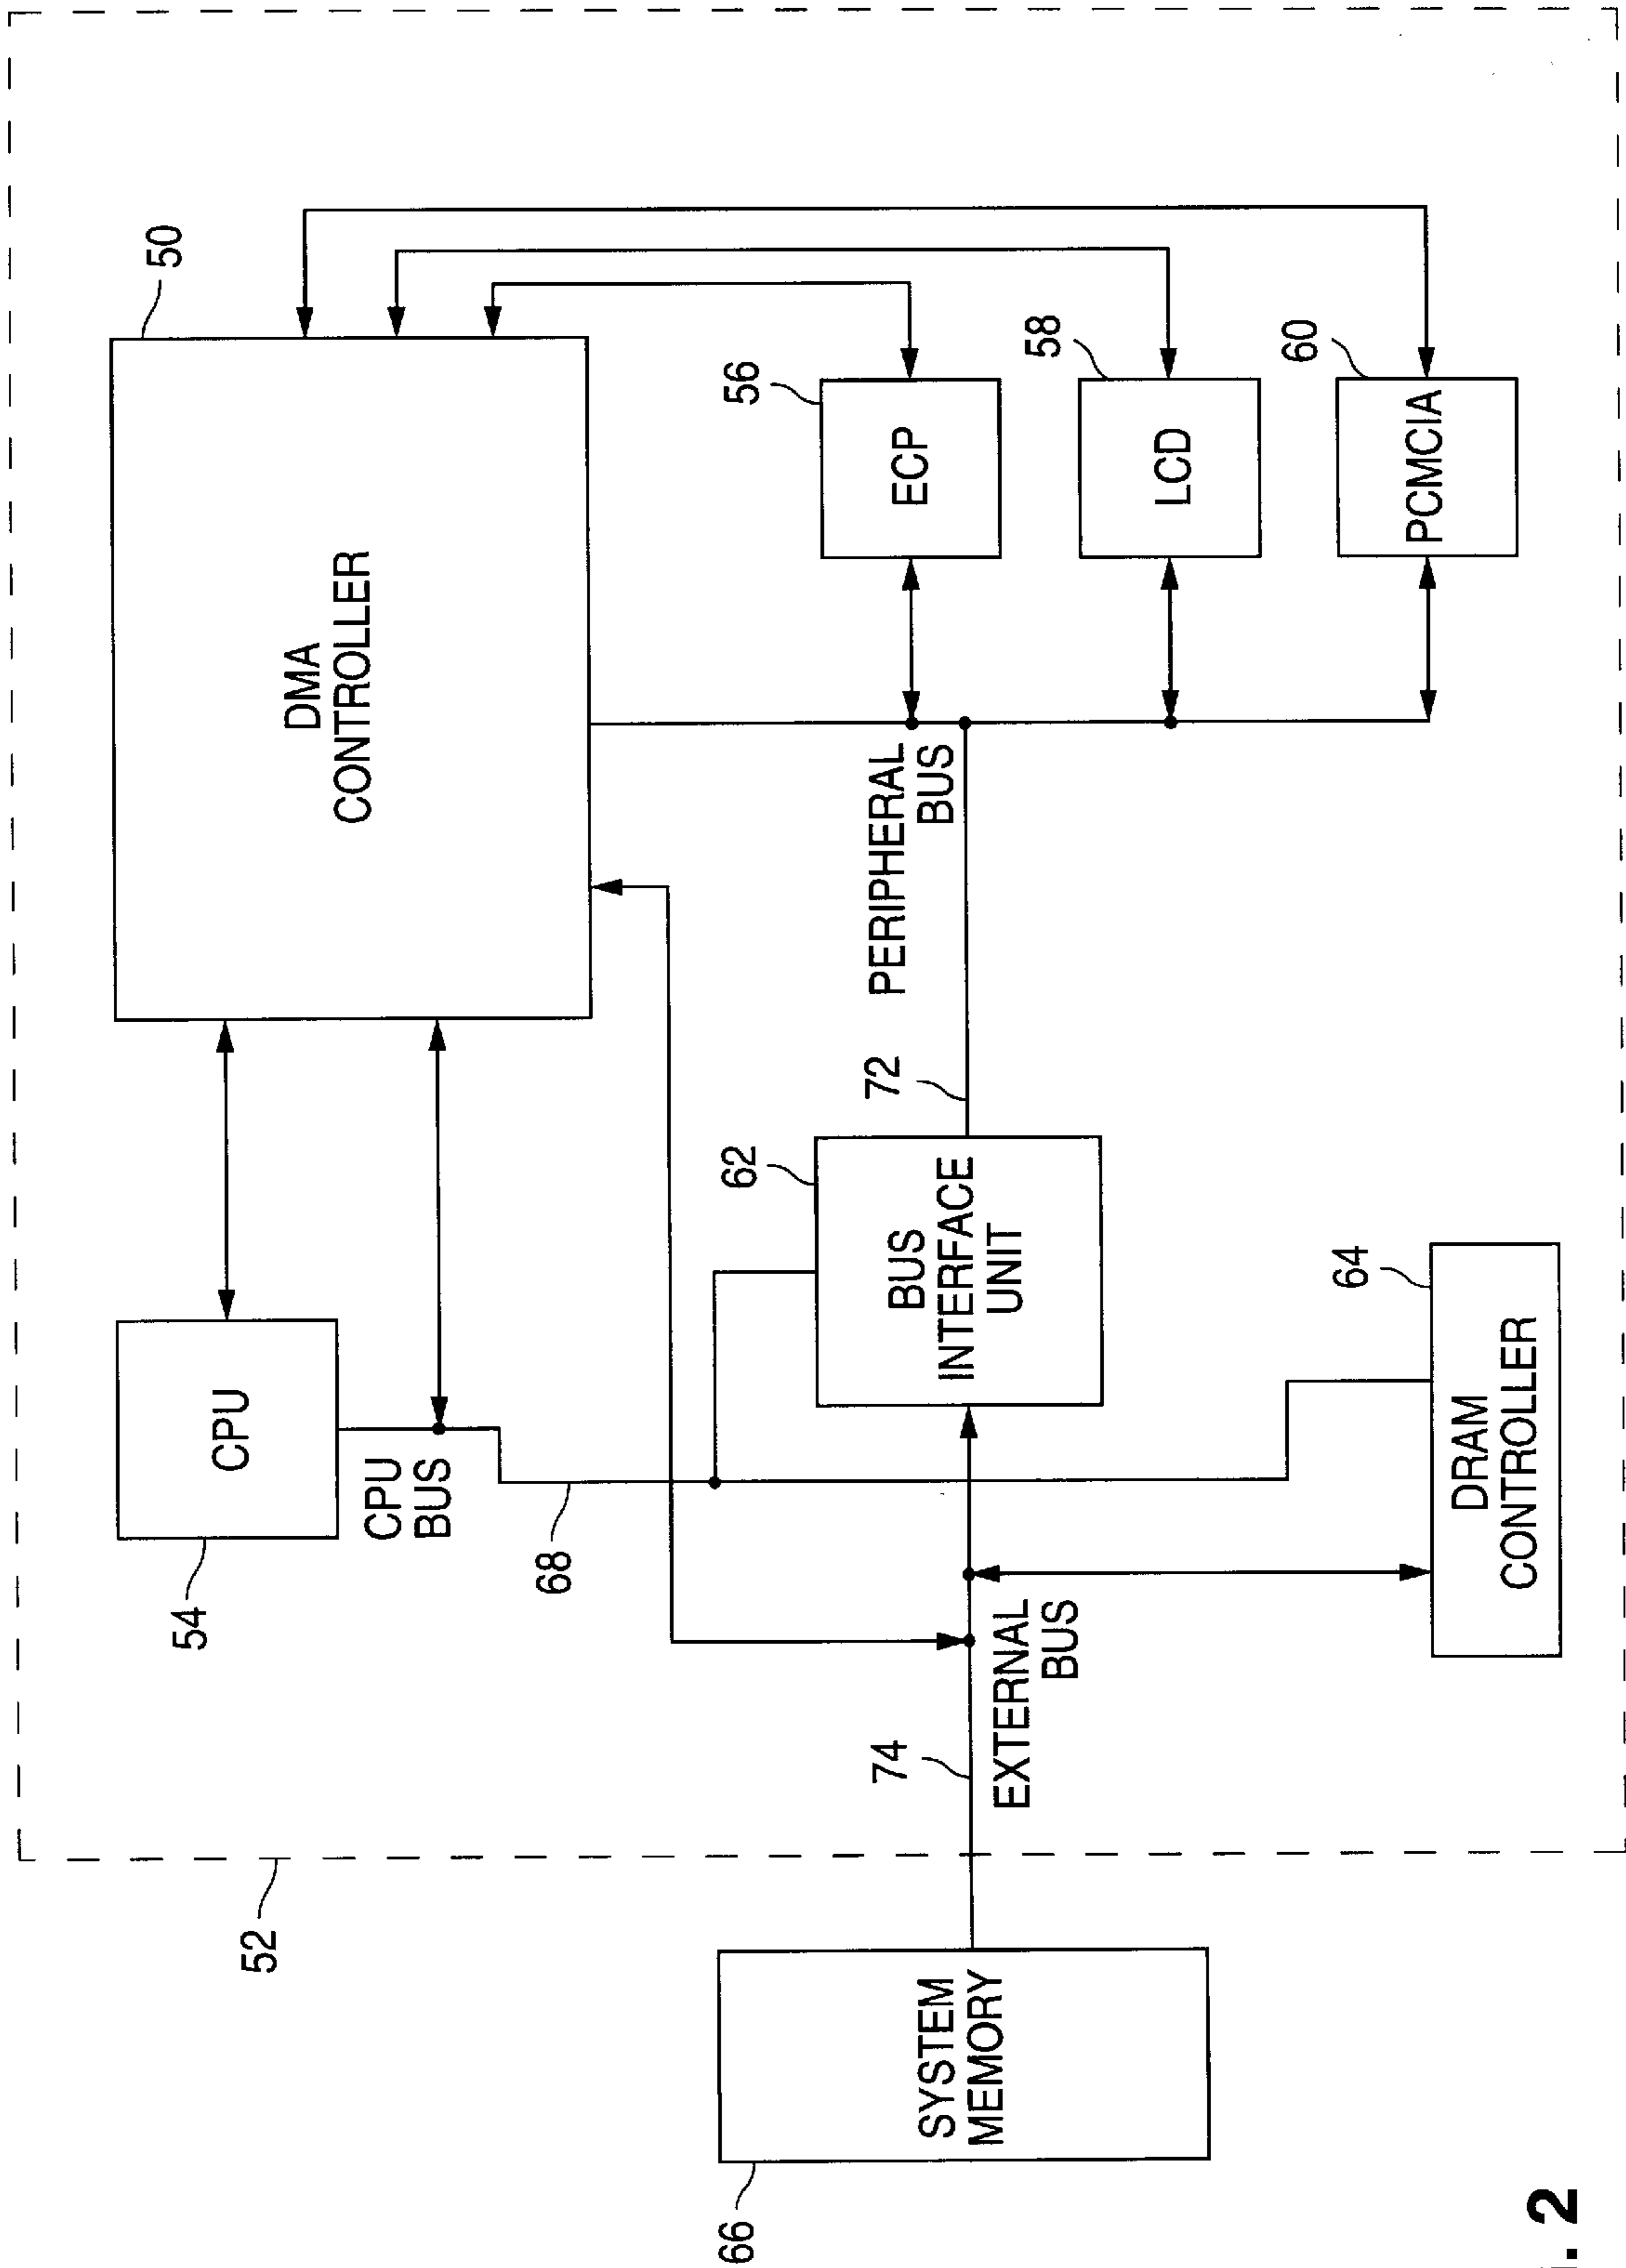 52
54
CPU
CPU
BUS
68
50
DMA
CONTROLLER
66
SYSTEM
MEMORY
74
EXTERNAL
BUS
62
BUS
INTERFACE
UNIT
72
PERIPHERAL
BUS
56
ECP
58
LCD
60
PCMCIA
64
DRAM
CONTROLLER
. 2